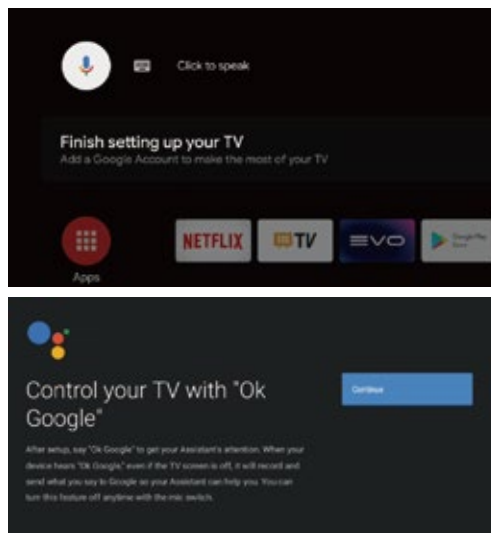 Click to speak
Finish setting up your TV
Add a Google Account to make the most of your TV
NETFLIX TV EVO Google Play
Apps
Control your TV with "Ok
Google"
Continue
After setup, say "Ok Google" to get your Assistant's attention. When your
device hears "Ok Google," even if the TV screen is off, it will record and
send what you say to Google so your Assistant can help you. You can
turn this feature off anytime with the mic switch.